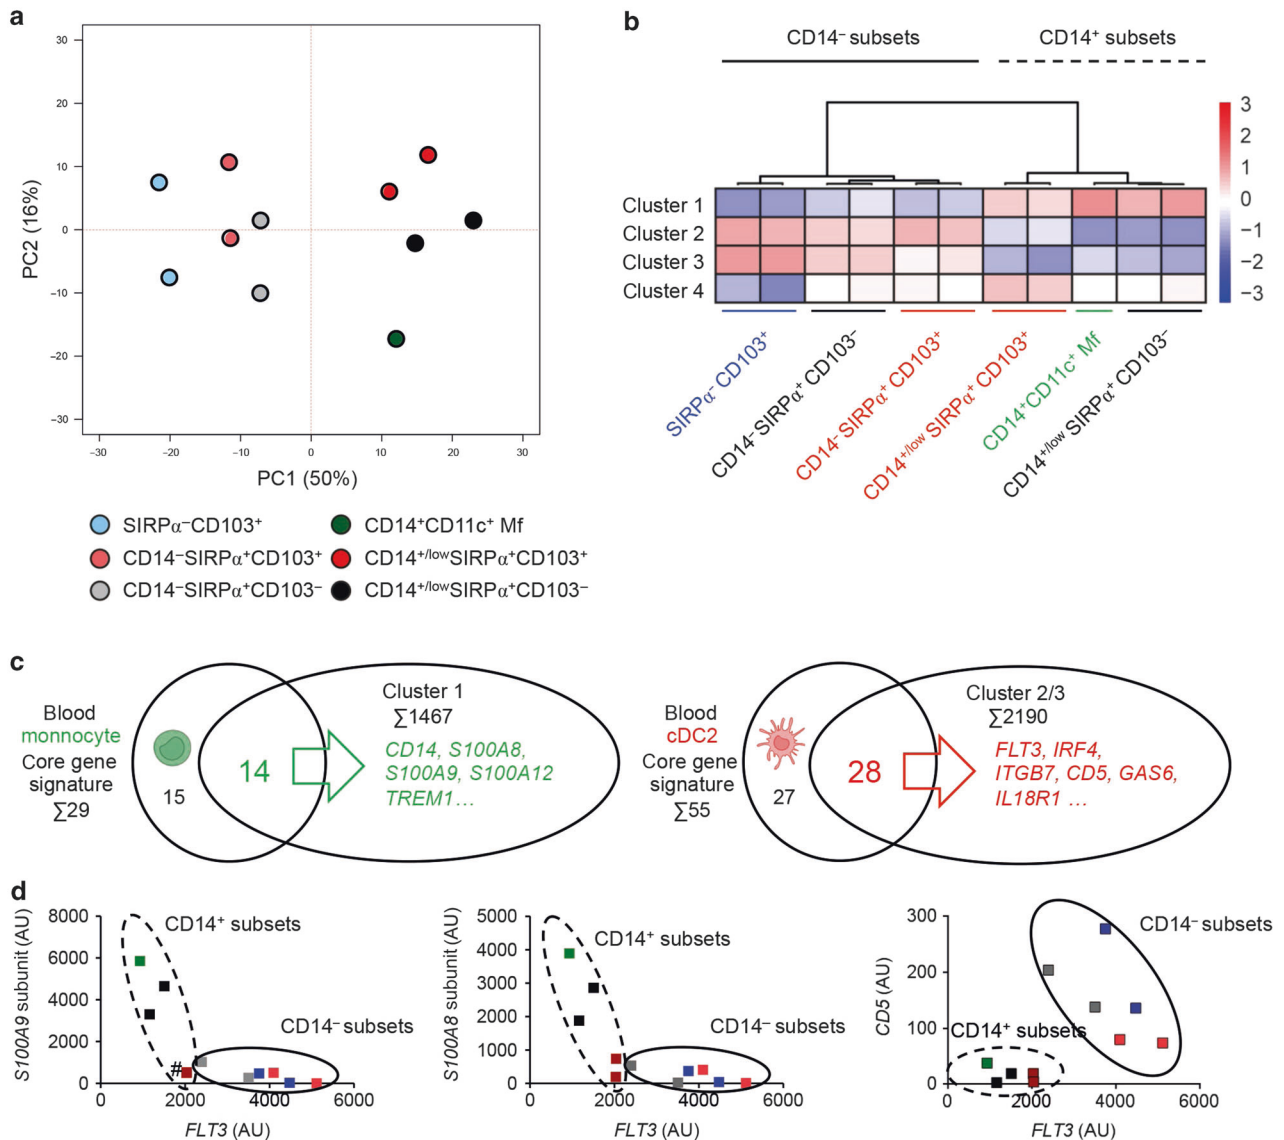 a
30
20
10
0
−10
−20
−30
PC2 (16%)
−30
−20
−10
0
10
20
30
PC1 (50%)
SIRPα⁻CD103⁺
CD14⁻SIRPα⁺CD103⁺
CD14⁻SIRPα⁺CD103⁻
CD14⁺CD11c⁺ Mf
CD14⁺/ˡᵒʷSIRPα⁺CD103⁺
CD14⁺/ˡᵒʷSIRPα⁺CD103⁻
b
CD14⁻ subsets
CD14⁺ subsets
3
2
1
0
−1
−2
−3
Cluster 1
Cluster 2
Cluster 3
Cluster 4
SIRPα⁻ CD103⁺
CD14⁻SIRPα⁺ CD103⁻
CD14⁻SIRPα⁺ CD103⁺
CD14⁺/ˡᵒʷ SIRPα⁺ CD103⁺
CD14⁺CD11c⁺ Mf
CD14⁺/ˡᵒʷ SIRPα⁺ CD103⁻
c
Blood
monnocyte
Core gene
signature
∑29
15
14
Cluster 1
∑1467
CD14, S100A8,
S100A9, S100A12
TREM1…
Blood
cDC2
Core gene
signature
∑55
27
28
Cluster 2/3
∑2190
FLT3, IRF4,
ITGB7, CD5, GAS6,
IL18R1 …
d
S100A9 subunit (AU)
8000
6000
4000
2000
0
CD14⁺ subsets
CD14⁻ subsets
#
0
2000
4000
6000
FLT3 (AU)
S100A8 subunit (AU)
5000
4000
3000
2000
1000
0
CD14⁺ subsets
CD14⁻ subsets
0
2000
4000
6000
FLT3 (AU)
CD5 (AU)
300
200
100
0
CD14⁻ subsets
CD14⁺ subsets
0
2000
4000
6000
FLT3 (AU)